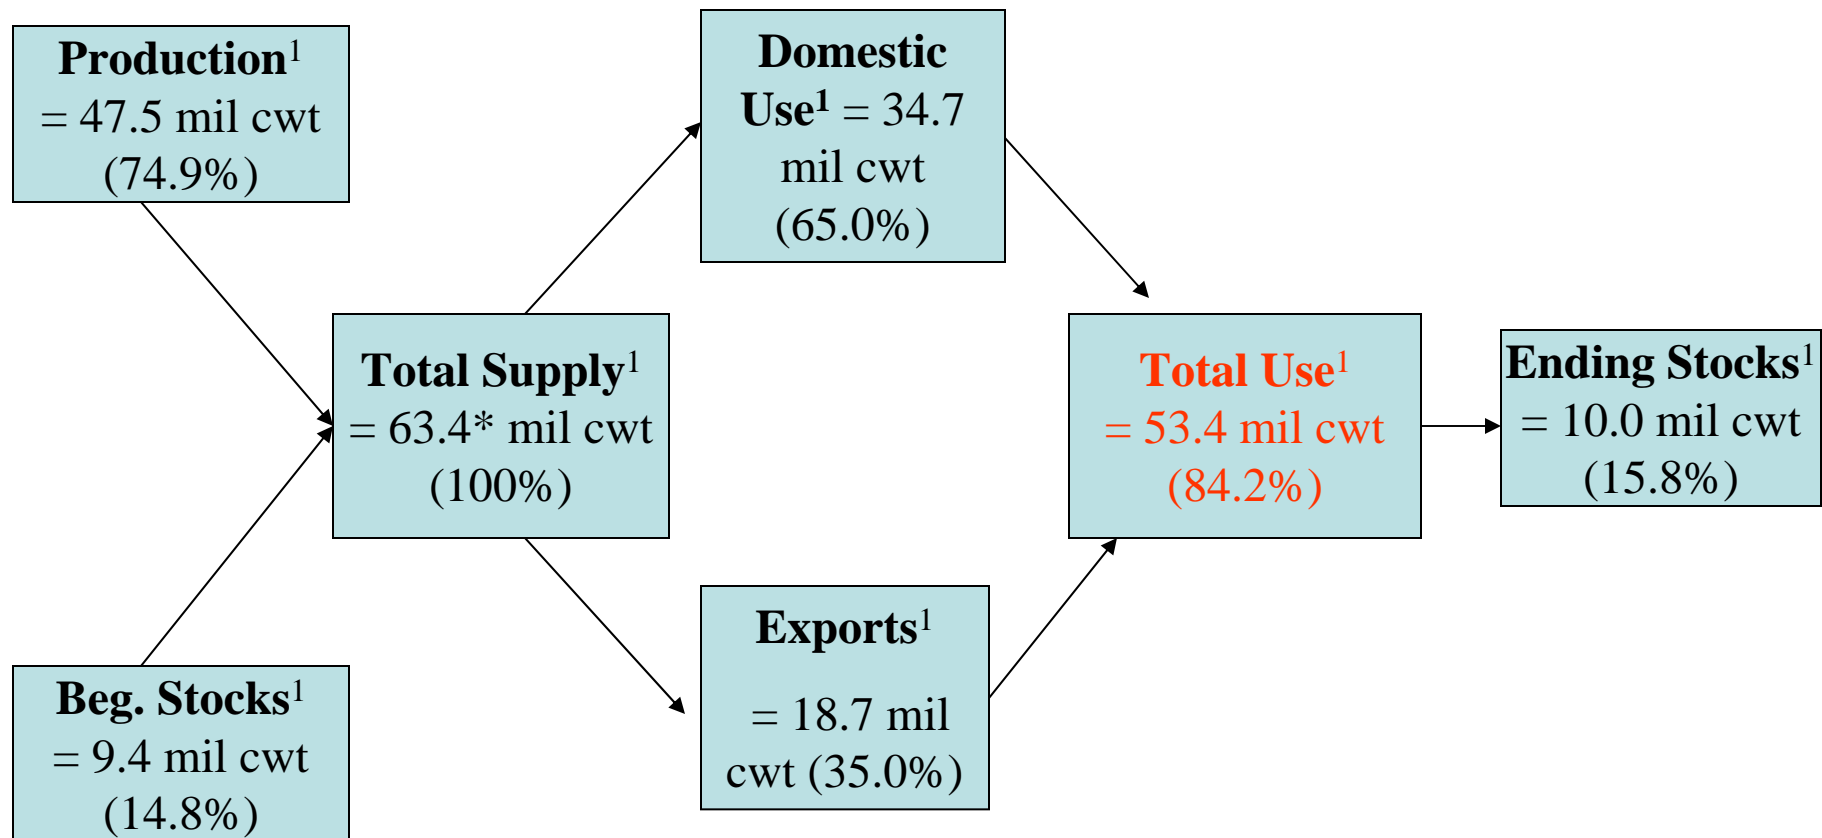 Production¹
= 47.5 mil cwt
(74.9%)
Domestic
Use¹ = 34.7
mil cwt
(65.0%)
Total Supply¹
= 63.4* mil cwt
(100%)
Total Use¹
= 53.4 mil cwt
(84.2%)
Ending Stocks¹
= 10.0 mil cwt
(15.8%)
Beg. Stocks¹
= 9.4 mil cwt
(14.8%)
Exports¹
= 18.7 mil
cwt (35.0%)